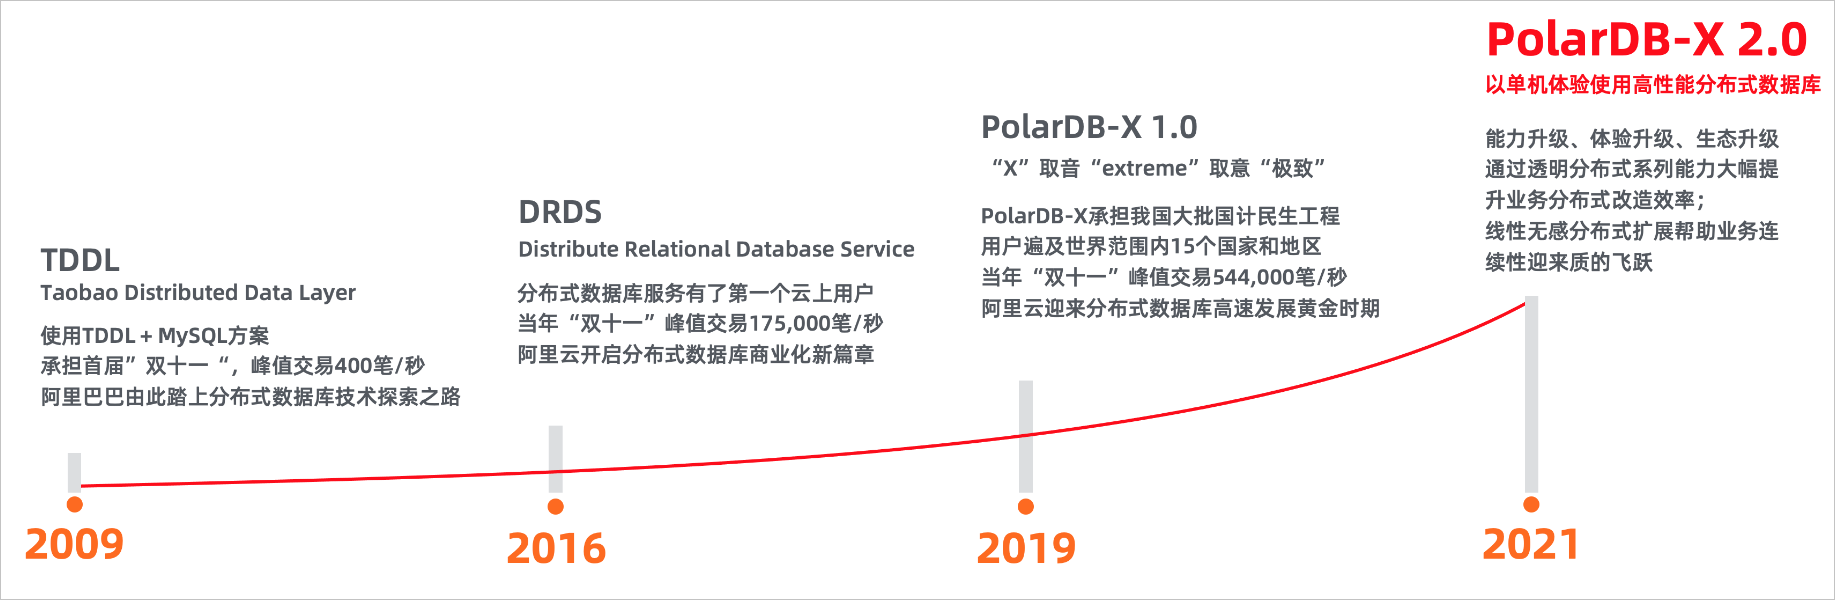 TDDL
Taobao Distributed Data Layer
使用TDDL + MySQL方案
承担首届”双十一“，峰值交易400笔/秒
阿里巴巴由此踏上分布式数据库技术探索之路
2009
DRDS
Distribute Relational Database Service
分布式数据库服务有了第一个云上用户
当年“双十一”峰值交易175,000笔/秒
阿里云开启分布式数据库商业化新篇章
2016
PolarDB-X 1.0
“X”取音“extreme”取意“极致”
PolarDB-X承担我国大批国计民生工程
用户遍及世界范围内15个国家和地区
当年“双十一”峰值交易544,000笔/秒
阿里云迎来分布式数据库高速发展黄金时期
2019
PolarDB-X 2.0
以单机体验使用高性能分布式数据库
能力升级、体验升级、生态升级
通过透明分布式系列能力大幅提
升业务分布式改造效率；
线性无感分布式扩展帮助业务连
续性迎来质的飞跃
2021